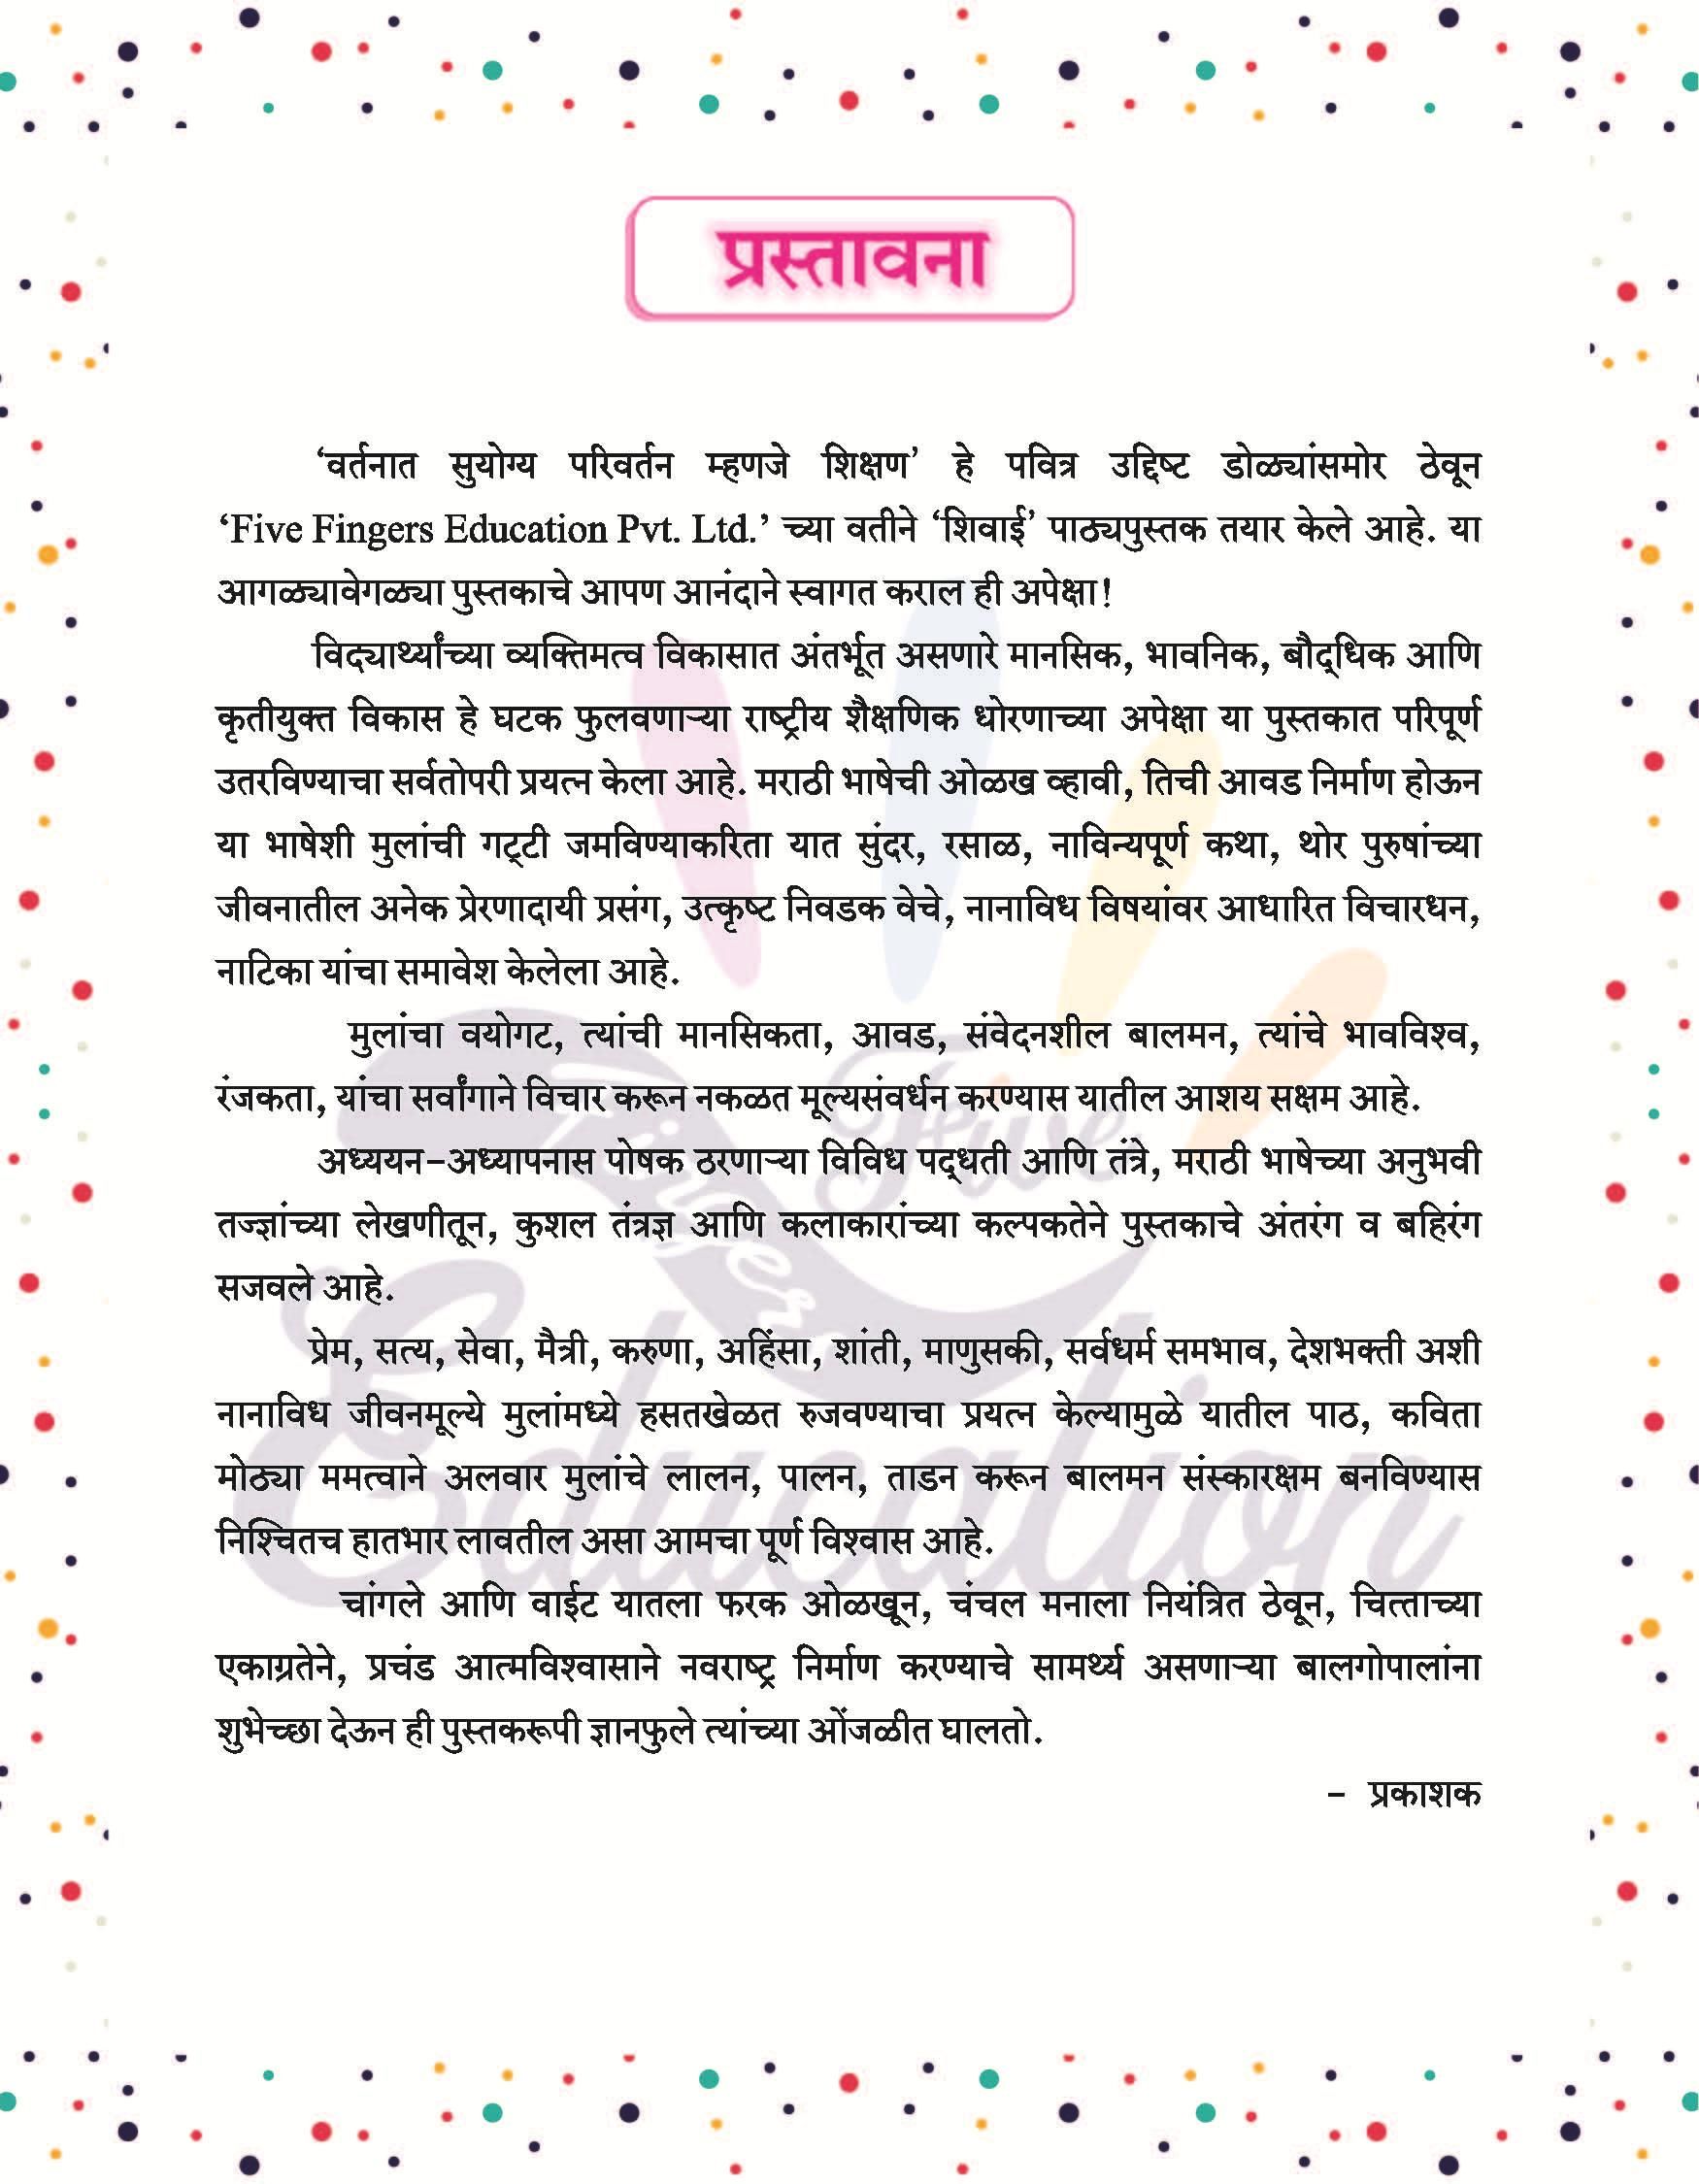 प्रस्तावना
‘वर्तनात सुयोग्य परिवर्तन म्हणजे शिक्षण’ हे पवित्र उद्दिष्ट डोळ्यांसमोर ठेवून
‘Five Fingers Education Pvt. Ltd.’ च्या वतीने ‘शिवाई’ पाठ्यपुस्तक तयार केले आहे. या
आगळ्यावेगळ्या पुस्तकाचे आपण आनंदाने स्वागत कराल ही अपेक्षा!
विद्यार्थ्यांच्या व्यक्तिमत्व विकासात अंतर्भूत असणारे मानसिक, भावनिक, बौद्धिक आणि
कृतीयुक्त विकास हे घटक फुलवणाऱ्या राष्ट्रीय शैक्षणिक धोरणाच्या अपेक्षा या पुस्तकात परिपूर्ण
उतरविण्याचा सर्वतोपरी प्रयत्न केला आहे. मराठी भाषेची ओळख व्हावी, तिची आवड निर्माण होऊन
या भाषेशी मुलांची गट्टी जमविण्याकरिता यात सुंदर, रसाळ, नाविन्यपूर्ण कथा, थोर पुरुषांच्या
जीवनातील अनेक प्रेरणादायी प्रसंग, उत्कृष्ट निवडक वेचे, नानाविध विषयांवर आधारित विचारधन,
नाटिका यांचा समावेश केलेला आहे.
मुलांचा वयोगट, त्यांची मानसिकता, आवड, संवेदनशील बालमन, त्यांचे भावविश्व,
रंजकता, यांचा सर्वांगाने विचार करून नकळत मूल्यसंवर्धन करण्यास यातील आशय सक्षम आहे.
अध्ययन-अध्यापनास पोषक ठरणाऱ्या विविध पद्धती आणि तंत्रे, मराठी भाषेच्या अनुभवी
तज्ज्ञांच्या लेखणीतून, कुशल तंत्रज्ञ आणि कलाकारांच्या कल्पकतेने पुस्तकाचे अंतरंग व बहिरंग
सजवले आहे.
प्रेम, सत्य, सेवा, मैत्री, करुणा, अहिंसा, शांती, माणुसकी, सर्वधर्म समभाव, देशभक्ती अशी
नानाविध जीवनमूल्ये मुलांमध्ये हसतखेळत रुजवण्याचा प्रयत्न केल्यामुळे यातील पाठ, कविता
मोठ्या ममत्वाने अलवार मुलांचे लालन, पालन, ताडन करून बालमन संस्कारक्षम बनविण्यास
निश्चितच हातभार लावतील असा आमचा पूर्ण विश्वास आहे.
चांगले आणि वाईट यातला फरक ओळखून, चंचल मनाला नियंत्रित ठेवून, चित्ताच्या
एकाग्रतेने, प्रचंड आत्मविश्वासाने नवराष्ट्र निर्माण करण्याचे सामर्थ्य असणाऱ्या बालगोपालांना
शुभेच्छा देऊन ही पुस्तकरूपी ज्ञानफुले त्यांच्या ओंजळीत घालतो.
- प्रकाशक
Five
Fingers
Education